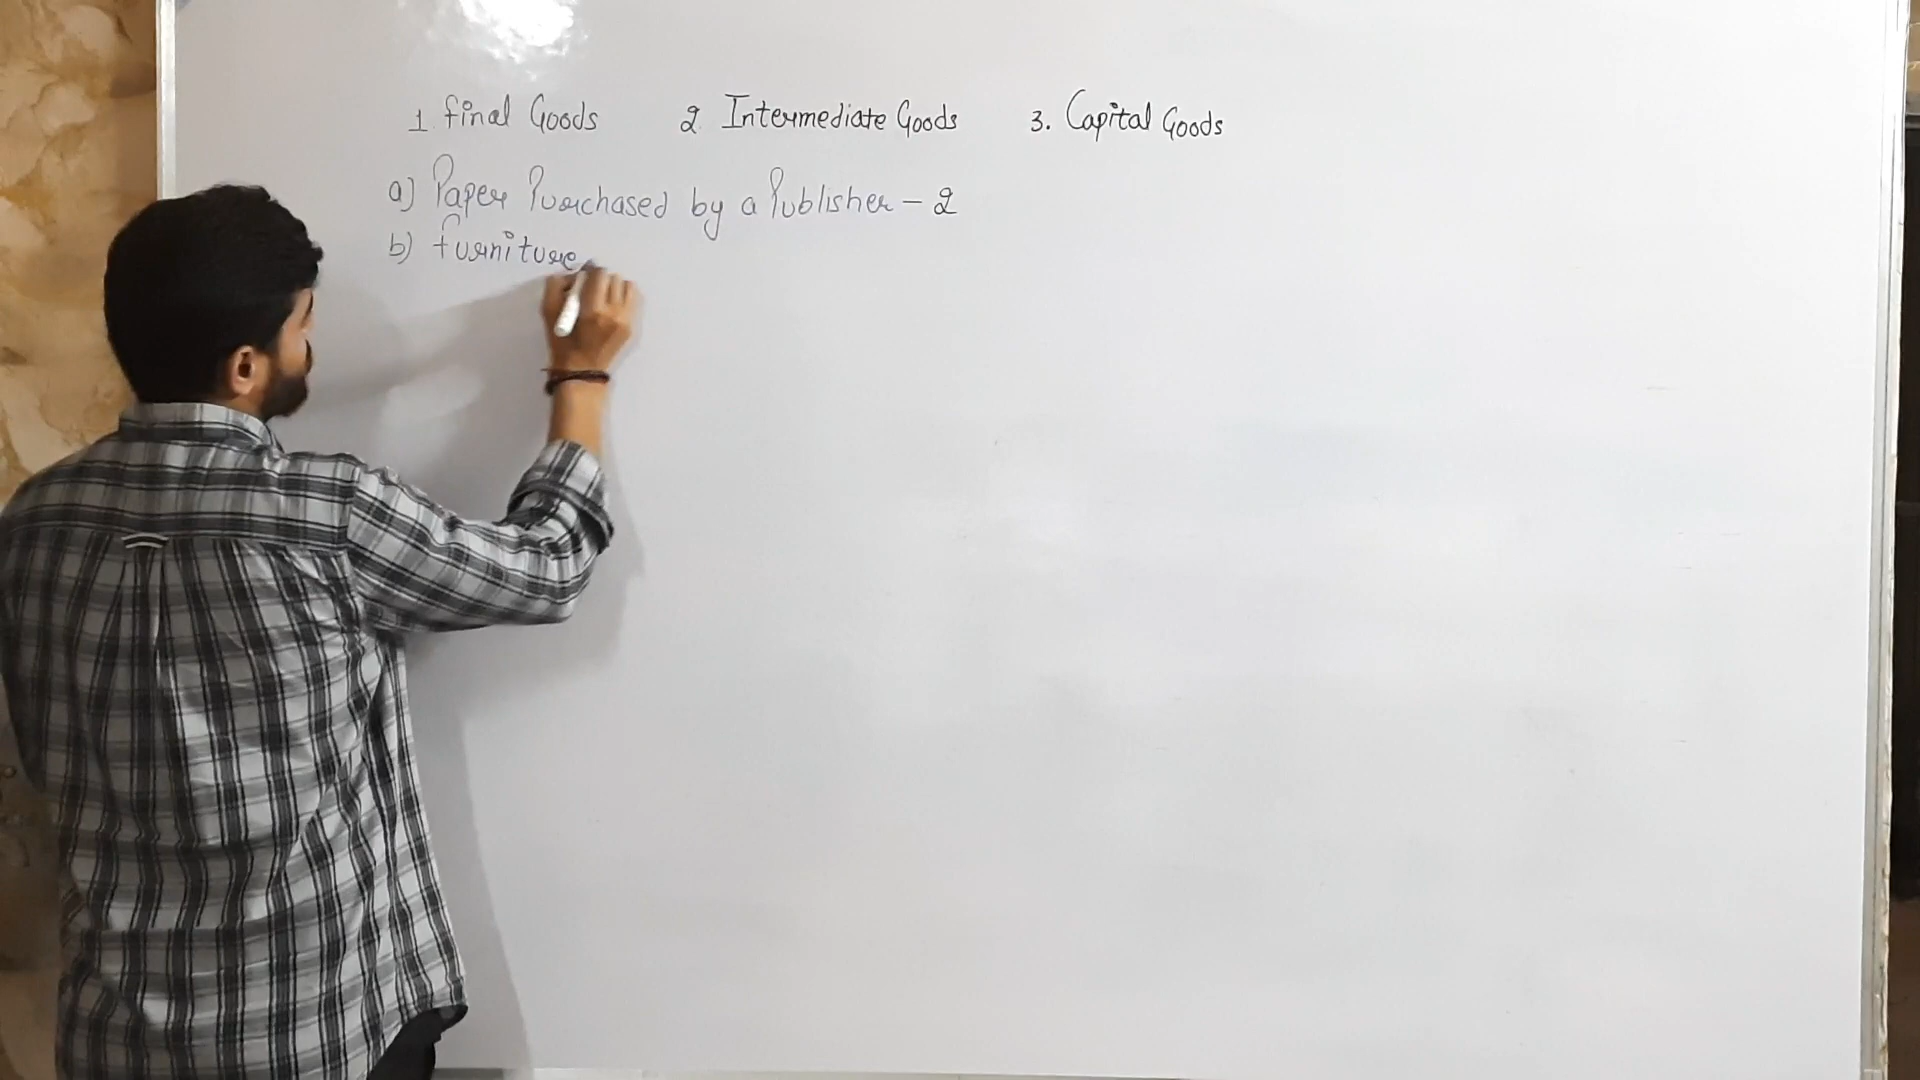 1. Final Goods 2. Intermediate Goods 3. Capital Goods
a) Paper Purchased by a Publisher - 2
b) furniture